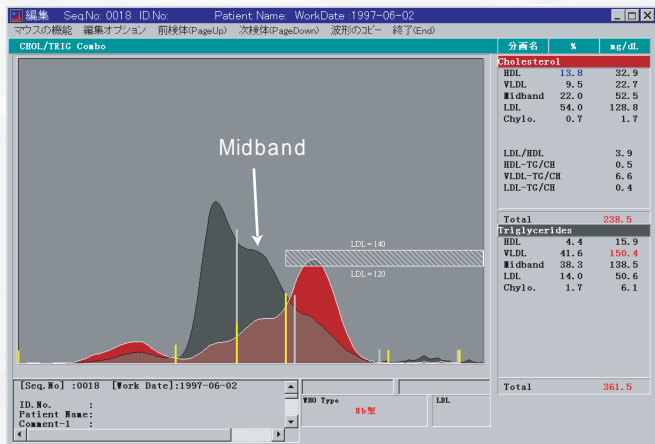 編集 Seq.No: 0018 ID.No: Patient Name: WorkDate :1997-06-02
マウスの機能 編集オプション 前検体(PageUp) 次検体(PageDown) 波形のコピー 終了(End)
CHOL/TRIG Combo
分画名 % mg/dL
Cholesterol
HDL 13.8 32.9
VLDL 9.5 22.7
Midband 22.0 52.5
LDL 54.0 128.8
Chylo. 0.7 1.7
LDL/HDL 3.9
HDL-TG/CH 0.5
VLDL-TG/CH 6.6
LDL-TG/CH 0.4
Total 238.5
Triglycerides
HDL 4.4 15.9
VLDL 41.6 150.4
Midband 38.3 138.5
LDL 14.0 50.6
Chylo. 1.7 6.1
Total 361.5
Midband
LDL=140
LDL=120
[Seq.No] :0018 [Work Date]:1997-06-02
ID.No. :
Patient Name:
Comment-1 :
WHO Type
Ⅱb型
LDL